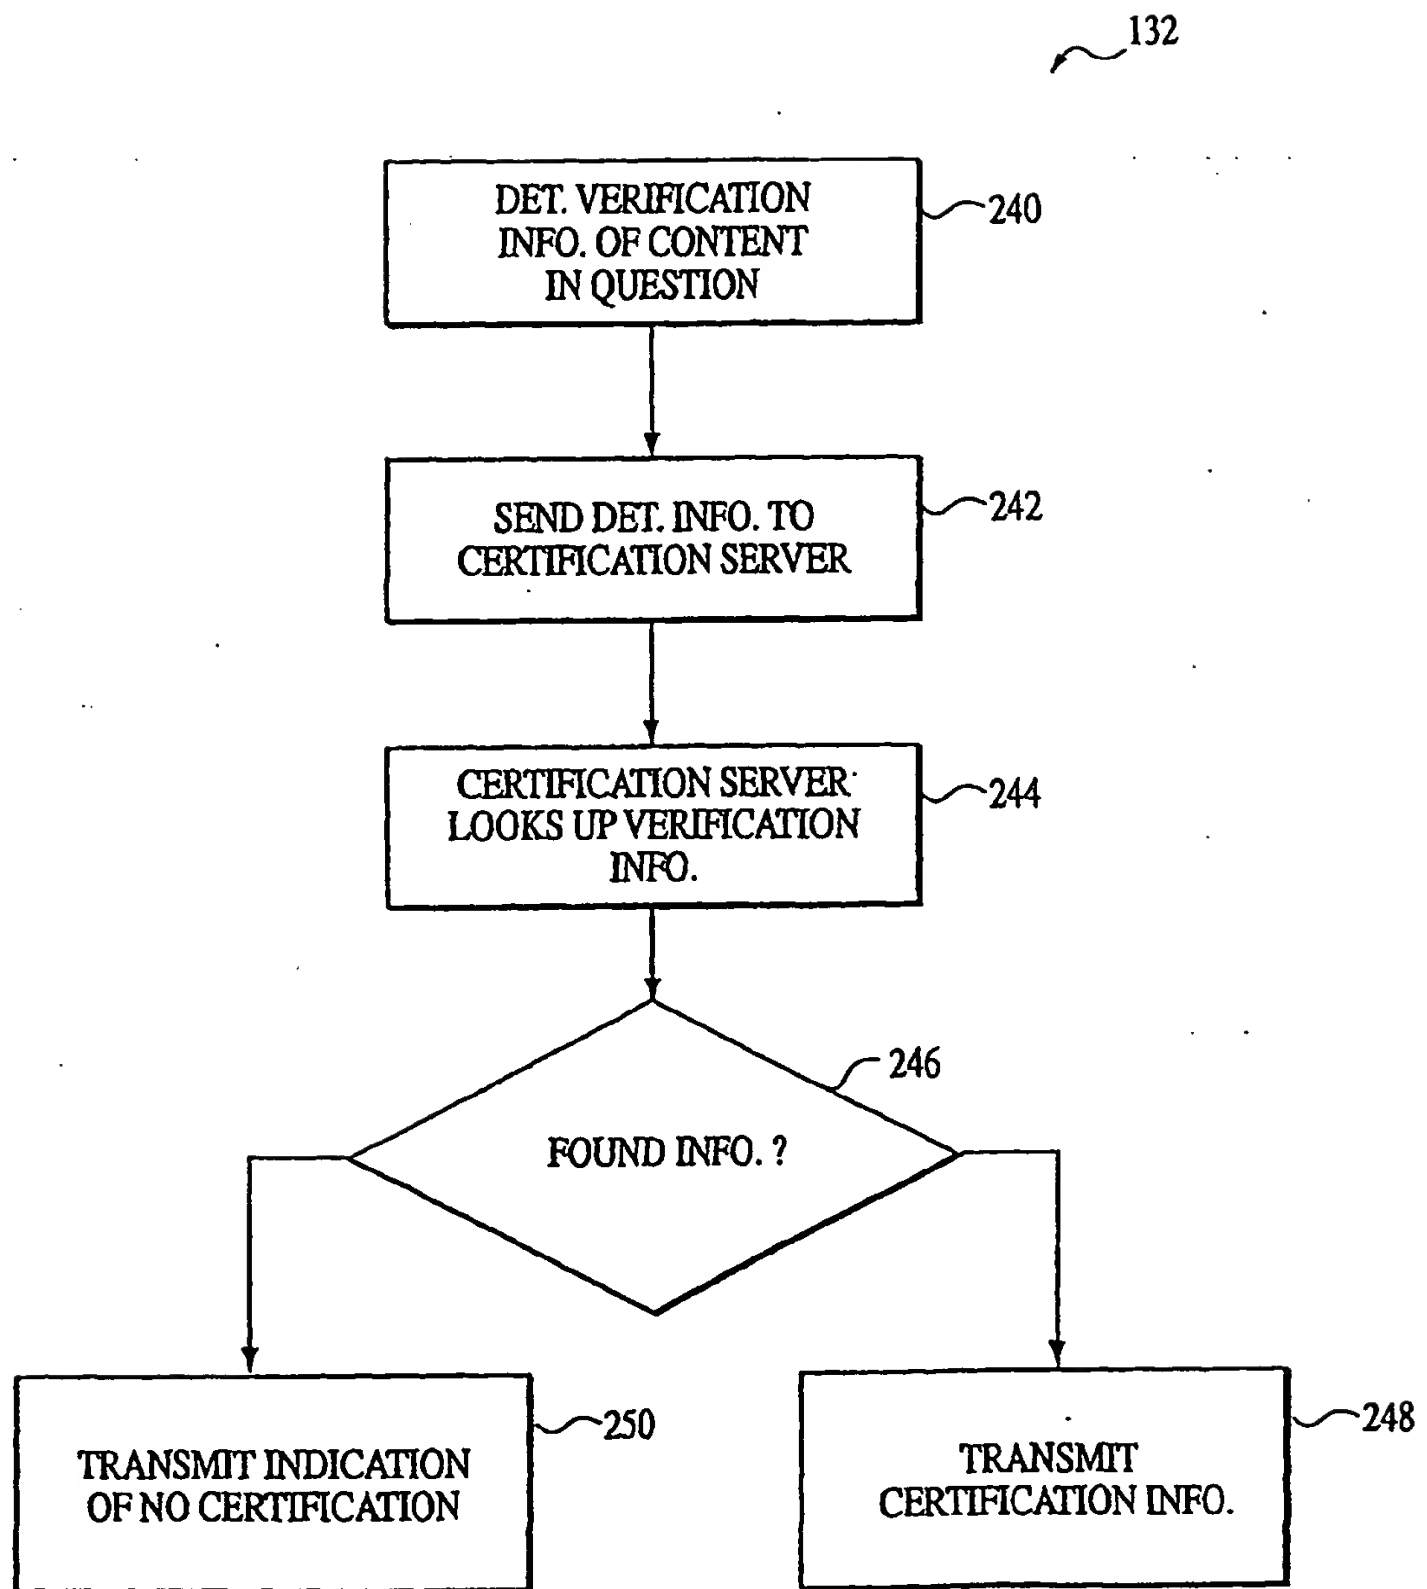 132
DET. VERIFICATION
INFO. OF CONTENT
IN QUESTION
240
SEND DET. INFO. TO
CERTIFICATION SERVER
242
CERTIFICATION SERVER
LOOKS UP VERIFICATION
INFO.
244
246
FOUND INFO. ?
250
TRANSMIT INDICATION
OF NO CERTIFICATION
248
TRANSMIT
CERTIFICATION INFO.